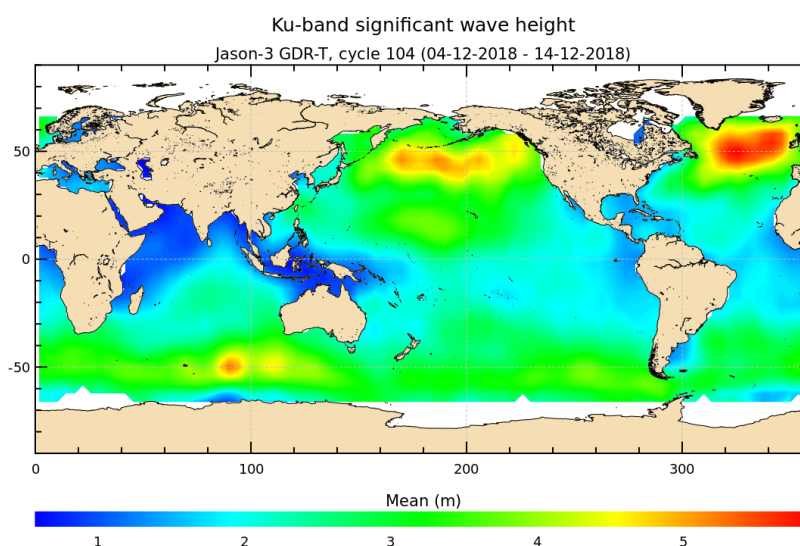 Ku-band significant wave height
Jason-3 GDR-T, cycle 104 (04-12-2018 - 14-12-2018)
50
0
-50
0 100 200 300
Mean (m)
1 2 3 4 5